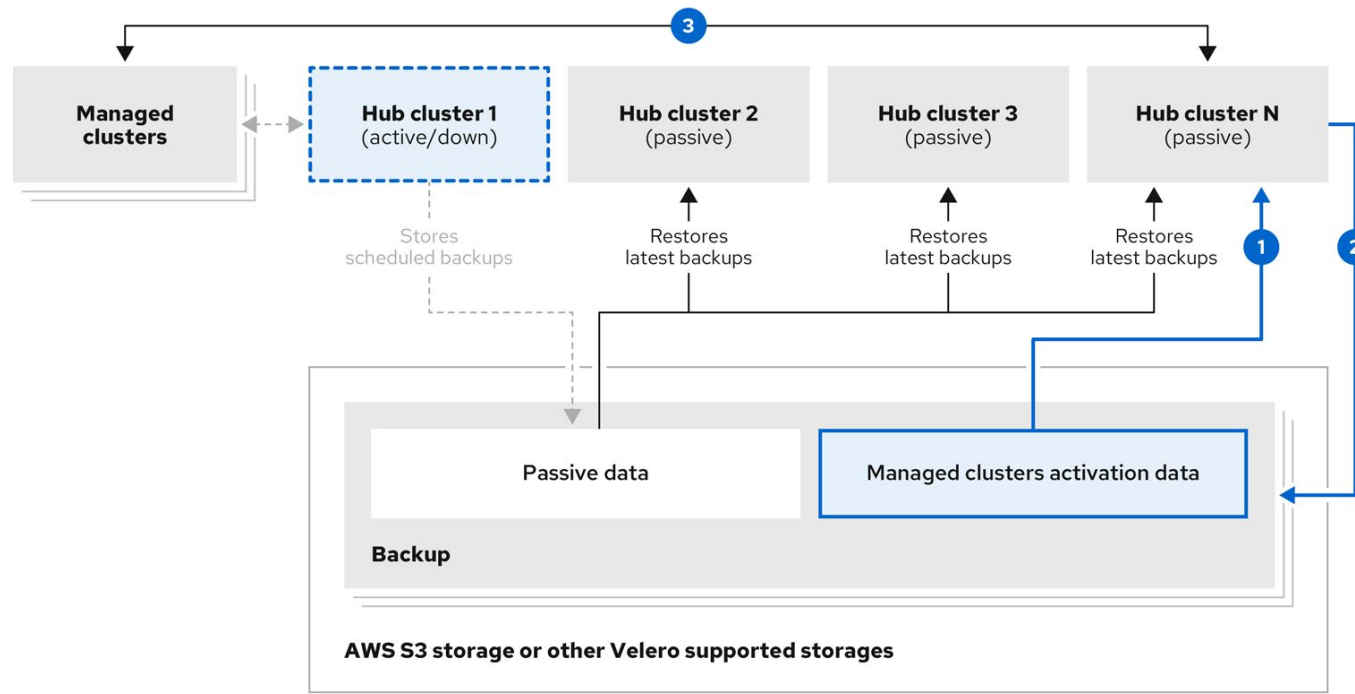 3
Managed
clusters
Hub cluster 1
(active/down)
Hub cluster 2
(passive)
Hub cluster 3
(passive)
Hub cluster N
(passive)
Stores
scheduled backups
Restores
latest backups
Restores
latest backups
Restores
latest backups
1
2
Passive data
Managed clusters activation data
Backup
AWS S3 storage or other Velero supported storages